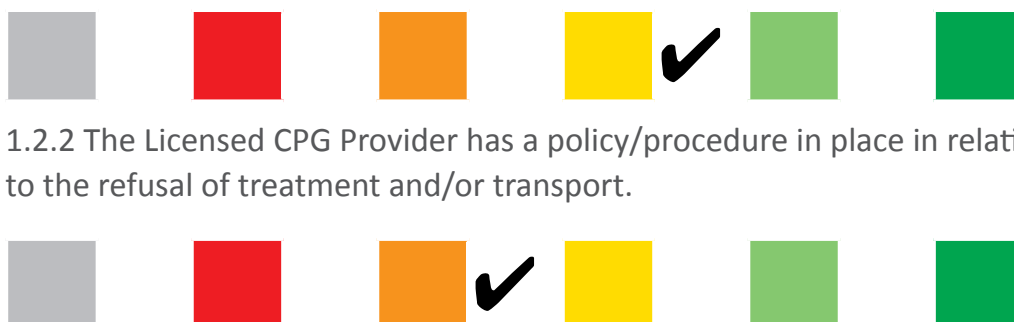 1.2.2 The Licensed CPG Provider has a policy/procedure in place in relati
to the refusal of treatment and/or transport.